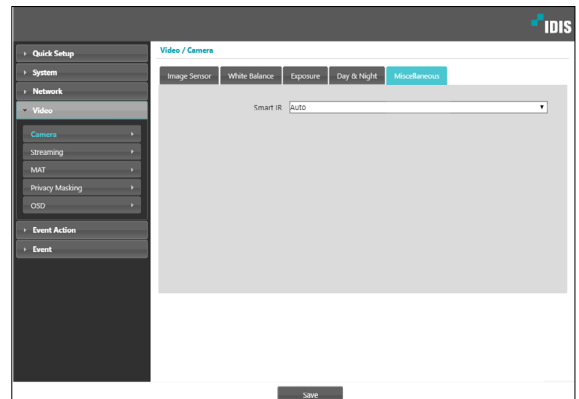 IDIS
Quick Setup
System
Network
Video
Camera
Streaming
MAT
Privacy Masking
OSD
Event Action
Event
Video / Camera
Image Sensor White Balance Exposure Day & Night Miscellaneous
Smart IR Auto
Save